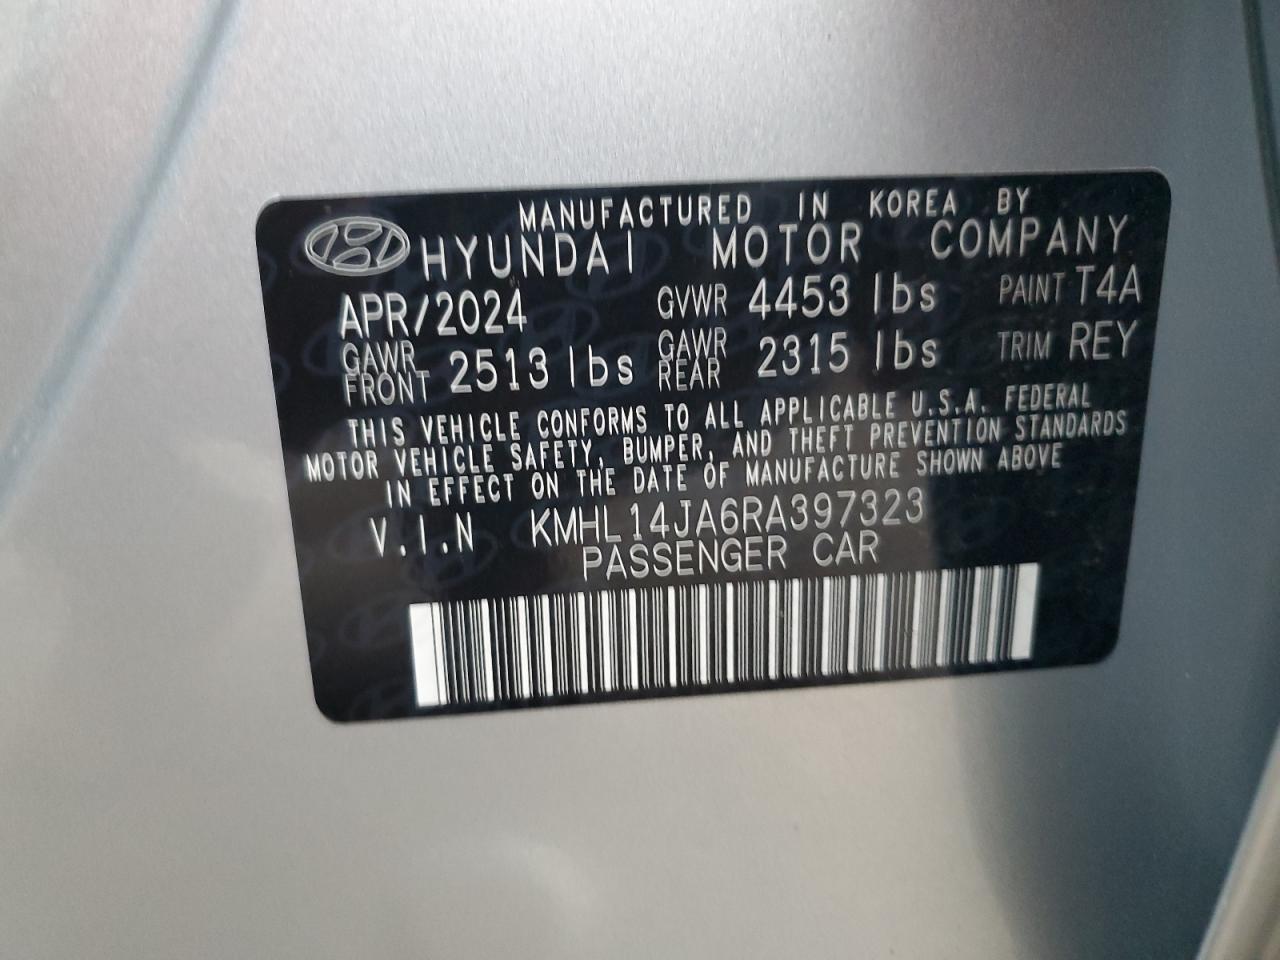 MANUFACTURED IN KOREA BY
HYUNDAI MOTOR COMPANY
APR/2024 GVWR 4453 lbs PAINT T4A
GAWR FRONT 2513 lbs GAWR REAR 2315 lbs TRIM REY
THIS VEHICLE CONFORMS TO ALL APPLICABLE U.S.A. FEDERAL
MOTOR VEHICLE SAFETY, BUMPER, AND THEFT PREVENTION STANDARDS
IN EFFECT ON THE DATE OF MANUFACTURE SHOWN ABOVE
V.I.N KMHL14JA6RA397323
PASSENGER CAR